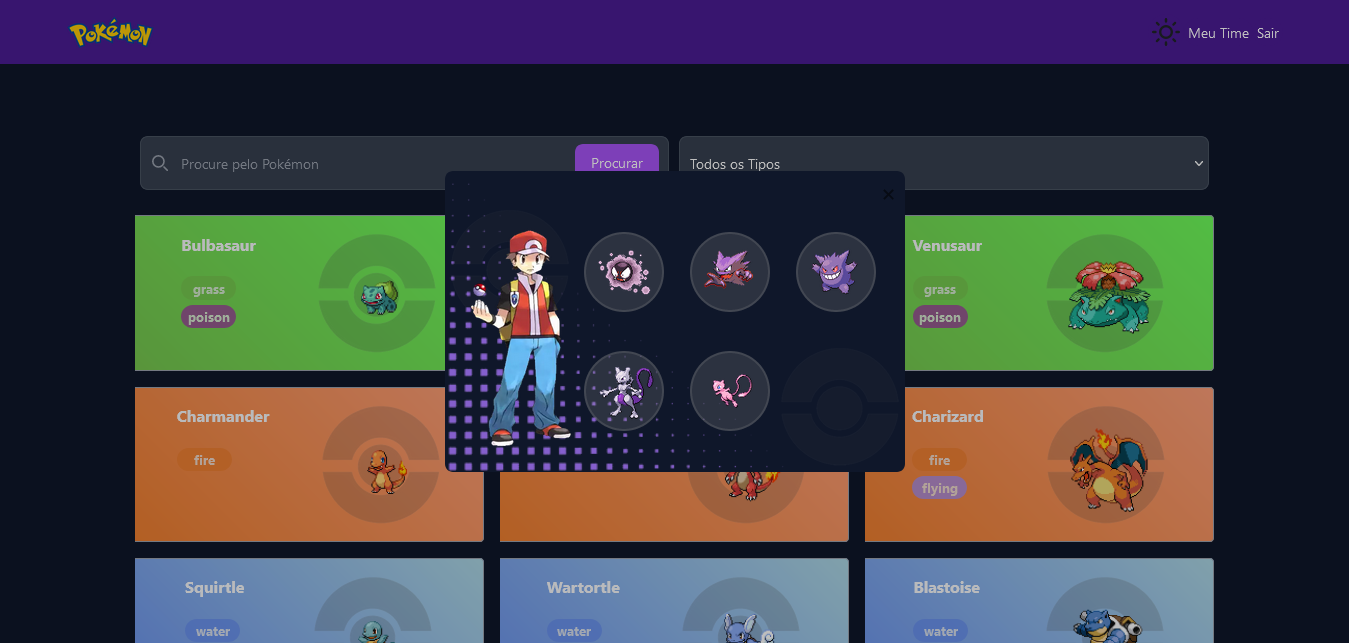 POKÉMON
Meu Time Sair
Procure pelo Pokémon
Procurar
Todos os Tipos
Bulbasaur
grass
poison
Venusaur
grass
poison
Charmander
fire
Charizard
fire
flying
Squirtle
water
Wartortle
water
Blastoise
water